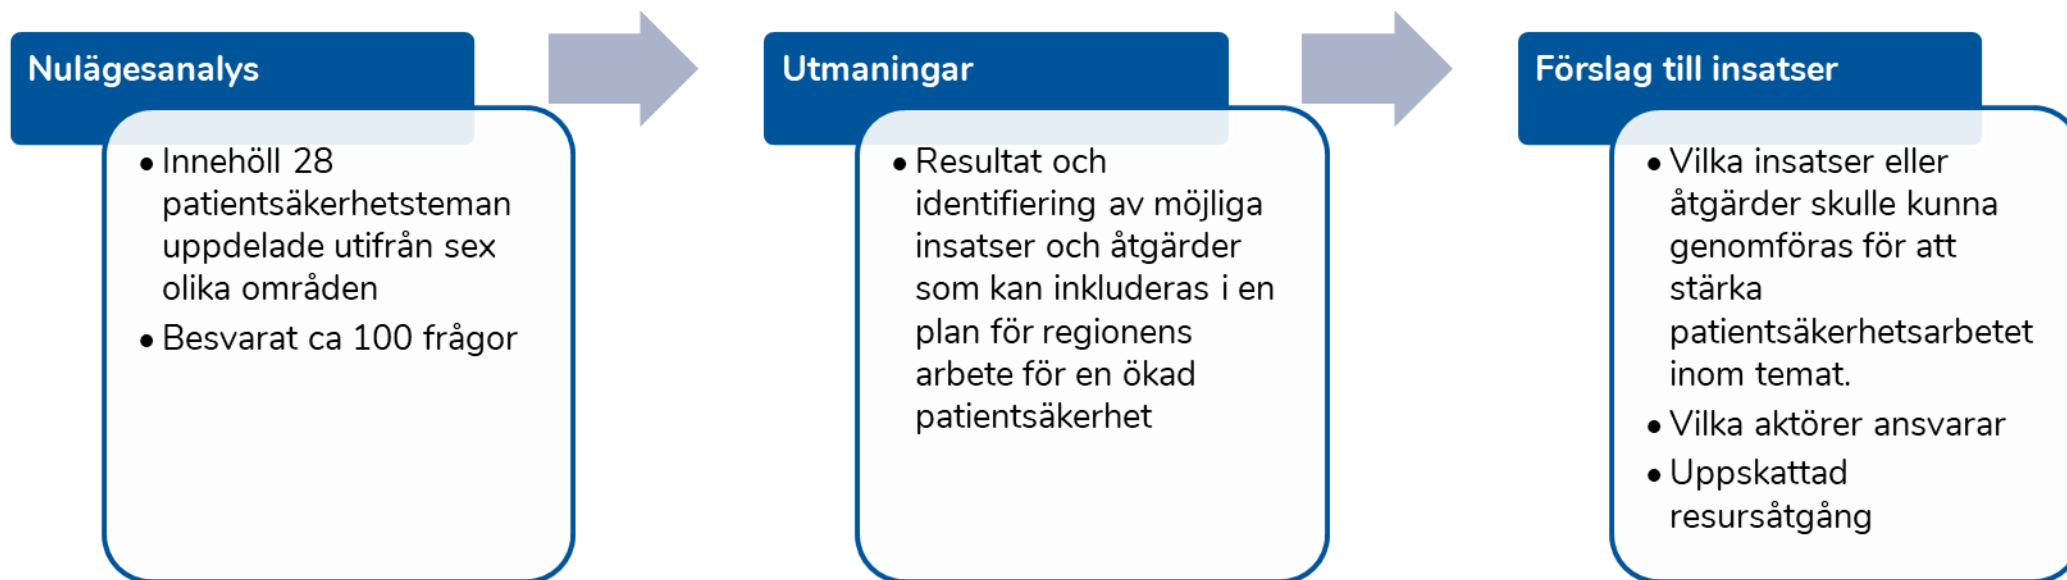 Nulägesanalys
• Innehöll 28
patientsäkerhetsteman
uppdelade utifrån sex
olika områden
• Besvarat ca 100 frågor
Utmaningar
• Resultat och
identifiering av möjliga
insatser och åtgärder
som kan inkluderas i en
plan för regionens
arbete för en ökad
patientsäkerhet
Förslag till insatser
• Vilka insatser eller
åtgärder skulle kunna
genomföras för att
stärka
patientsäkerhetsarbetet
inom temat.
• Vilka aktörer ansvarar
• Uppskattad
resursåtgång